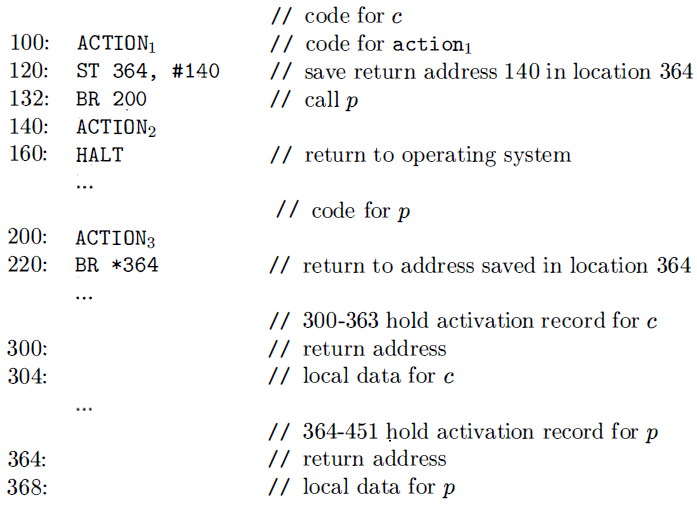 // code for c
100: ACTION₁ // code for action₁
120: ST 364, #140 // save return address 140 in location 364
132: BR 200 // call p
140: ACTION₂
160: HALT // return to operating system
...
// code for p
200: ACTION₃
220: BR *364 // return to address saved in location 364
...
// 300-363 hold activation record for c
300: // return address
304: // local data for c
...
// 364-451 hold activation record for p
364: // return address
368: // local data for p